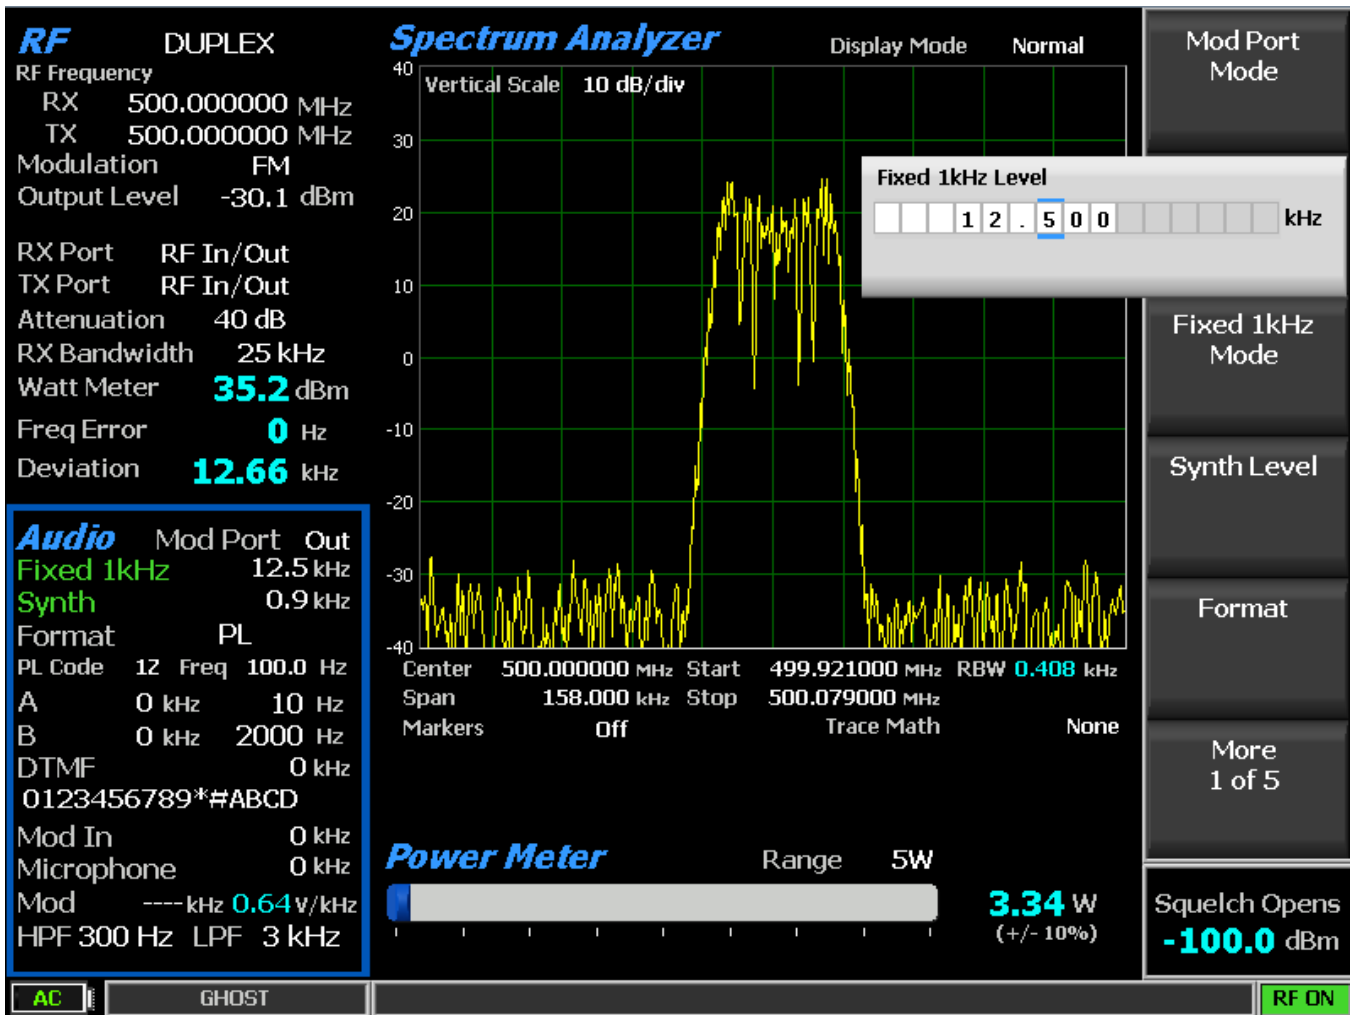 RF DUPLEX
RF Frequency
RX 500.000000 MHz
TX 500.000000 MHz
Modulation FM
Output Level -30.1 dBm
RX Port RF In/Out
TX Port RF In/Out
Attenuation 40 dB
RX Bandwidth 25 kHz
Watt Meter 35.2 dBm
Freq Error 0 Hz
Deviation 12.66 kHz
Audio Mod Port Out
Fixed 1kHz 12.5 kHz
Synth 0.9 kHz
Format PL
PL Code 1Z Freq 100.0 Hz
A 0 kHz 10 Hz
B 0 kHz 2000 Hz
DTMF 0 kHz
0123456789*#ABCD
Mod In 0 kHz
Microphone 0 kHz
Mod ---- kHz 0.64 V/kHz
HPF 300 Hz LPF 3 kHz
Spectrum Analyzer Display Mode Normal
Vertical Scale 10 dB/div
40
30
20
10
0
-10
-20
-30
-40
Center 500.000000 MHz Start 499.921000 MHz RBW 0.408 kHz
Span 158.000 kHz Stop 500.079000 MHz
Markers Off Trace Math None
Power Meter Range 5W
3.34 W
(+/- 10%)
Mod Port
Mode
Fixed 1kHz Level
12.500 kHz
Fixed 1kHz
Mode
Synth Level
Format
More
1 of 5
Squelch Opens
-100.0 dBm
AC GHOST RF ON